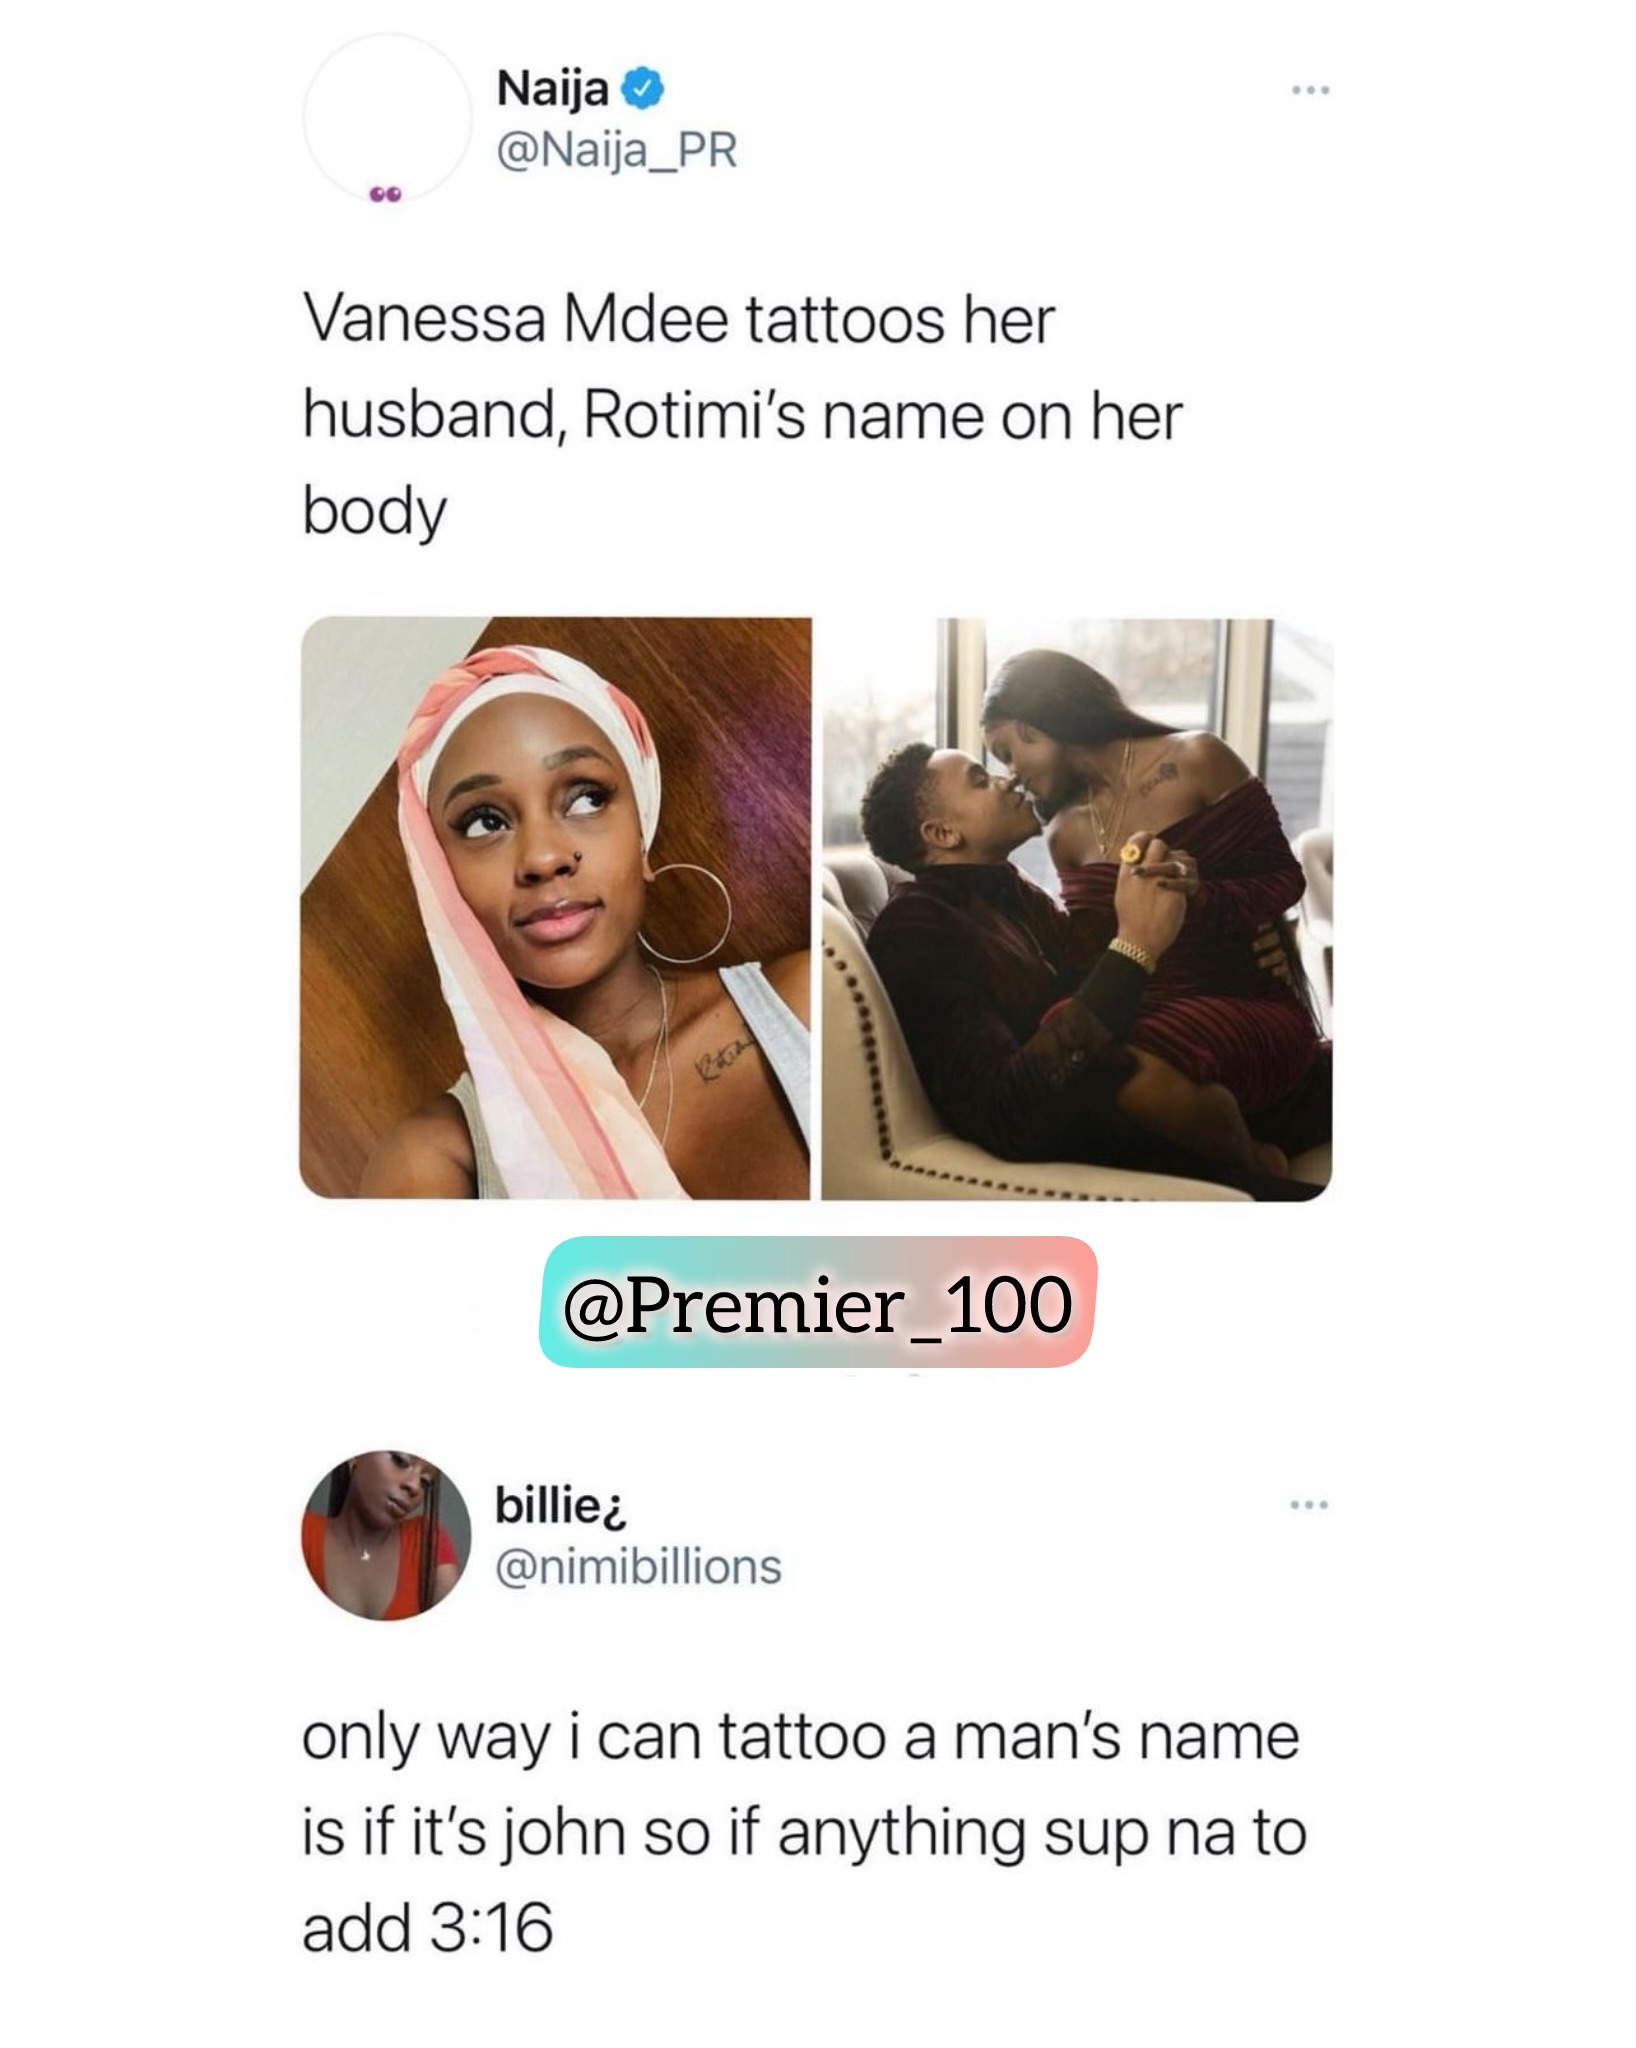 Naija
@Naija_PR
Vanessa Mdee tattoos her
husband, Rotimi’s name on her
body
@Premier_100
billie¿
@nimibillions
only way i can tattoo a man’s name
is if it’s john so if anything sup na to
add 3:16